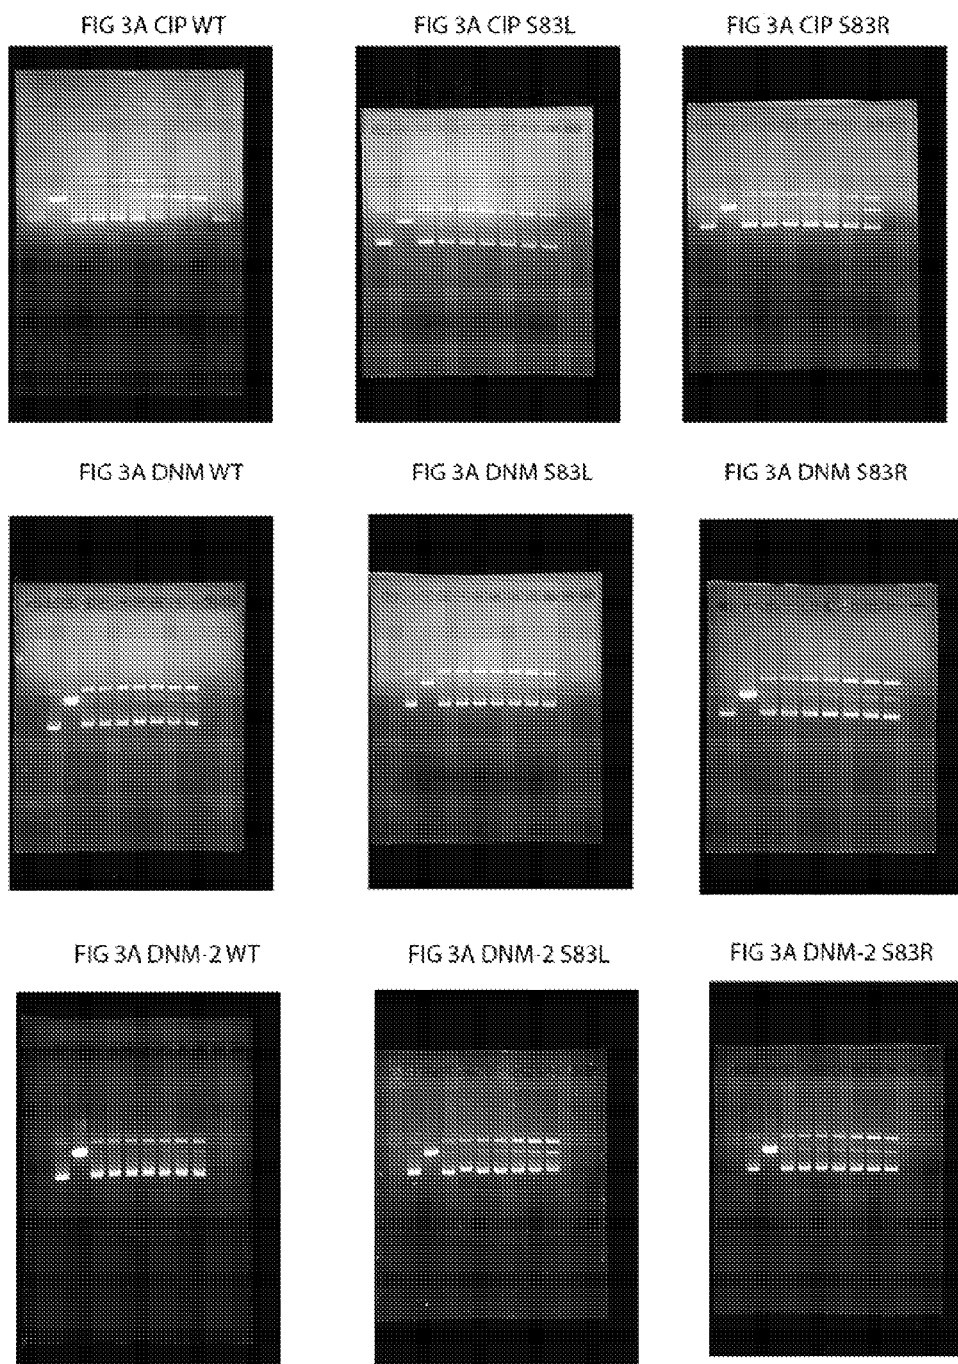 FIG 3A CIP WT
FIG 3A CIP S83L
FIG 3A CIP S83R
FIG 3A DNM WT
FIG 3A DNM S83L
FIG 3A DNM S83R
FIG 3A DNM-2 WT
FIG 3A DNM-2 S83L
FIG 3A DNM-2 S83R